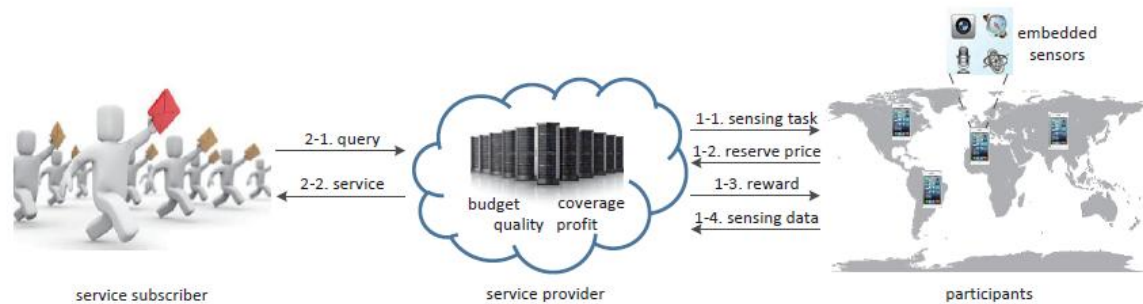 embedded
sensors
1-1. sensing task
2-1. query
1-2. reserve price
2-2. service
1-3. reward
budget coverage
quality profit
1-4. sensing data
service subscriber
service provider
participants